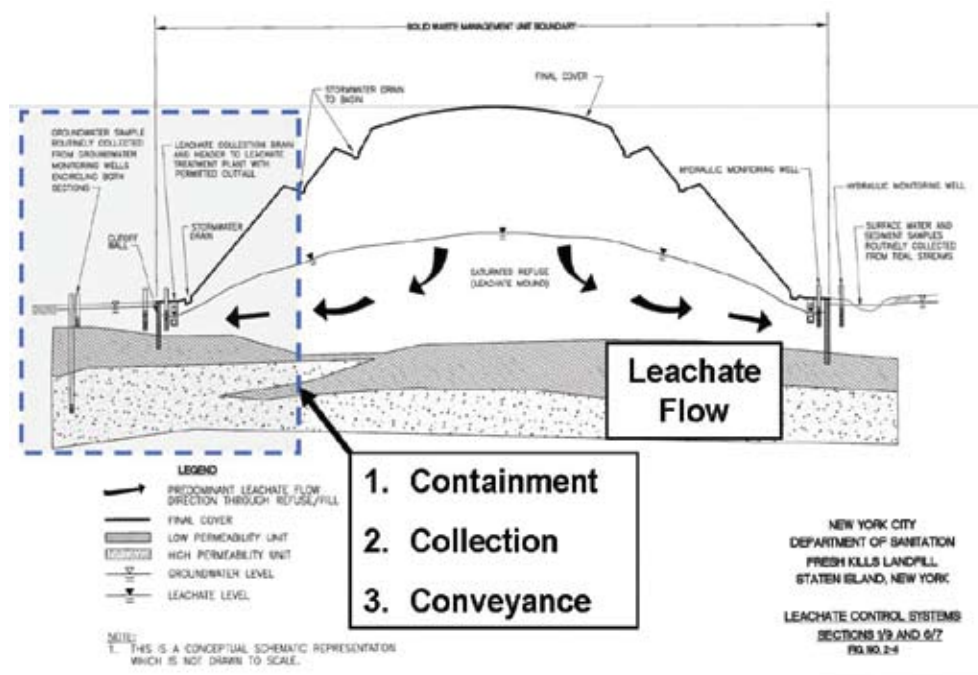 SOLID WASTE MANAGEMENT UNIT BOUNDARY
STORMWATER DRAIN
TO BASIN
FINAL COVER
GROUNDWATER SAMPLE
ROUTINELY COLLECTED
FROM GROUNDWATER
MONITORING WELLS
ENCIRCLING BOTH
SECTIONS
LEACHATE COLLECTION DRAIN
AND HEADER TO LEACHATE
TREATMENT PLANT WITH
PERMITTED OUTFALL
HYDRAULIC MONITORING WELL
HYDRAULIC MONITORING WELL
CUTOFF
WALL
STORMWATER
DRAIN
SURFACE WATER AND
SEDIMENT SAMPLES
ROUTINELY COLLECTED
FROM TIDAL STREAMS
SATURATED REFUSE
(LEACHATE MOUND)
Leachate
Flow
1. Containment
2. Collection
3. Conveyance
LEGEND
PREDOMINANT LEACHATE FLOW
DIRECTION THROUGH REFUSE/FILL
FINAL COVER
LOW PERMEABILITY UNIT
HIGH PERMEABILITY UNIT
GROUNDWATER LEVEL
LEACHATE LEVEL
NOTE:
1. THIS IS A CONCEPTUAL SCHEMATIC REPRESENTATION
WHICH IS NOT DRAWN TO SCALE.
NEW YORK CITY
DEPARTMENT OF SANITATION
FRESH KILLS LANDFILL
STATEN ISLAND, NEW YORK
LEACHATE CONTROL SYSTEMS
SECTIONS 1/9 AND 6/7
FIG. NO. 2-4